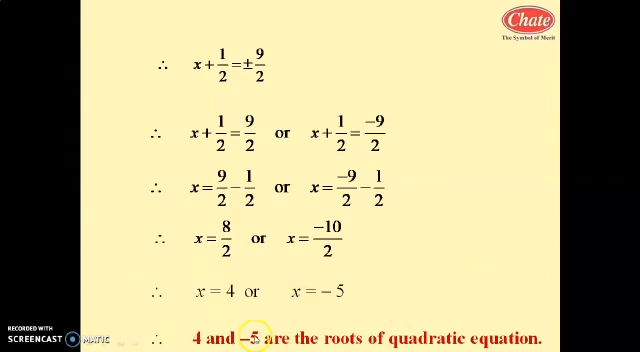 Chate
The Symbol of Merit
∴ x + 1/2 = ± 9/2
∴ x + 1/2 = 9/2 or x + 1/2 = −9/2
∴ x = 9/2 − 1/2 or x = −9/2 − 1/2
∴ x = 8/2 or x = −10/2
∴ x = 4 or x = − 5
∴ 4 and −5 are the roots of quadratic equation.
RECORDED WITH
SCREENCAST MATIC